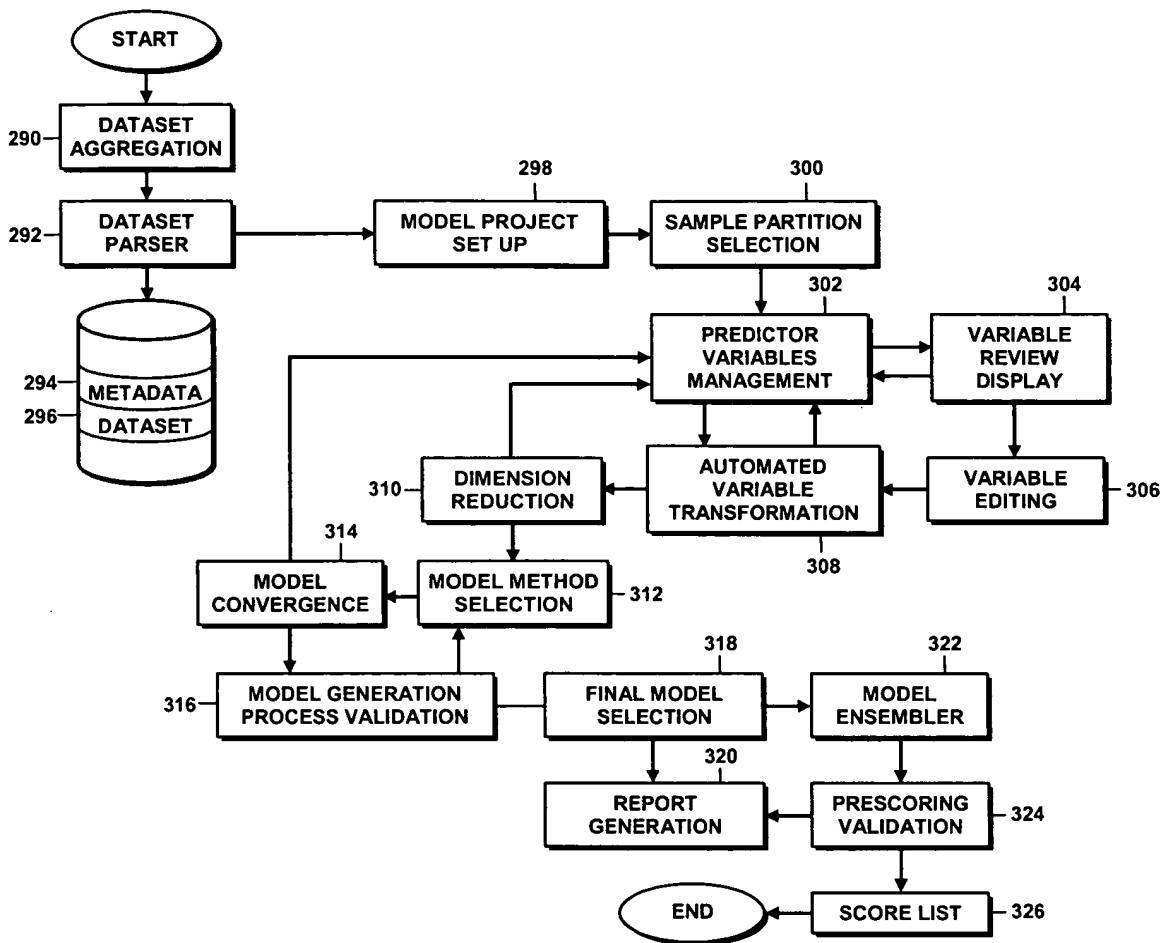 START
290
DATASET
AGGREGATION
298
300
292
DATASET
PARSER
MODEL PROJECT
SET UP
SAMPLE PARTITION
SELECTION
302
304
PREDICTOR
VARIABLES
MANAGEMENT
VARIABLE
REVIEW
DISPLAY
294
METADATA
296
DATASET
310
DIMENSION
REDUCTION
AUTOMATED
VARIABLE
TRANSFORMATION
VARIABLE
EDITING
306
308
314
MODEL
CONVERGENCE
MODEL METHOD
SELECTION
312
318
322
316
MODEL GENERATION
PROCESS VALIDATION
FINAL MODEL
SELECTION
MODEL
ENSEMBLER
320
REPORT
GENERATION
PRESCORING
VALIDATION
324
END
SCORE LIST
326